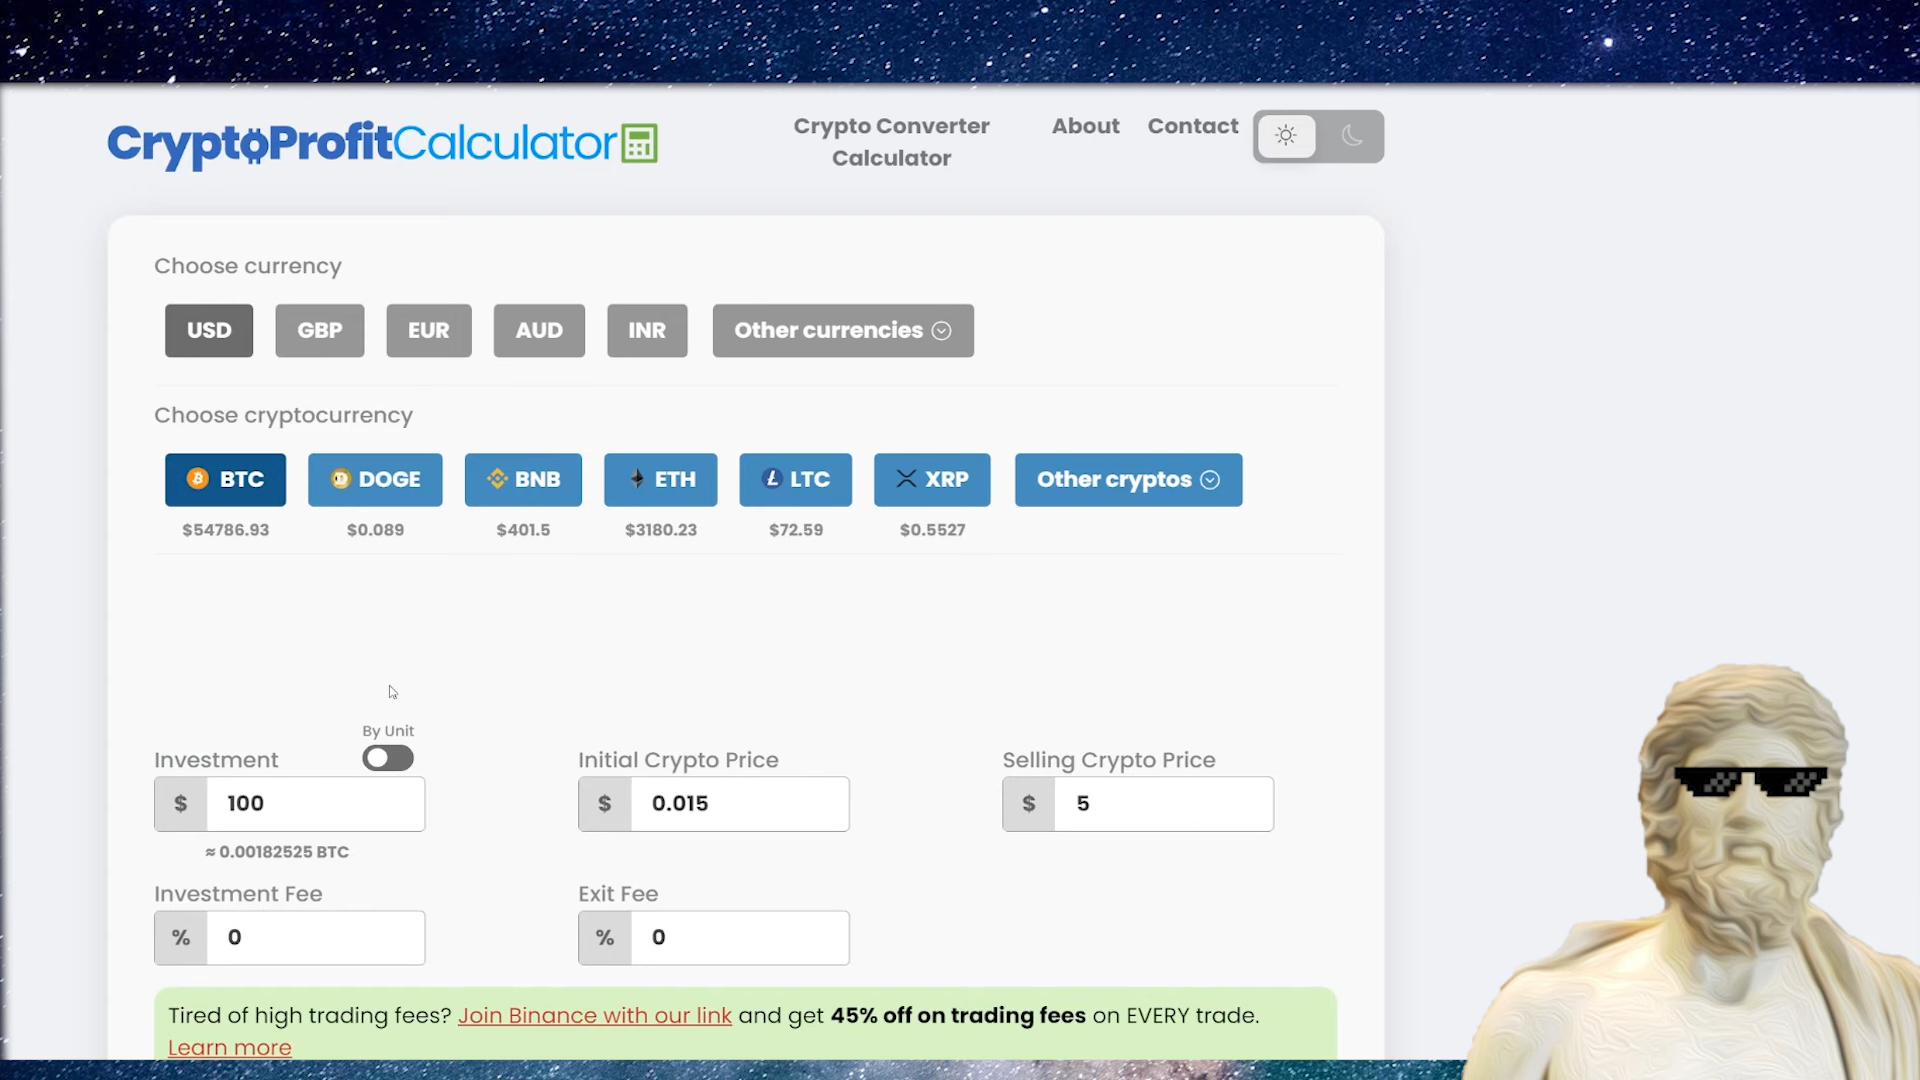 CryptoProfitCalculator
Crypto Converter
Calculator
About
Contact
Choose currency
USD
GBP
EUR
AUD
INR
Other currencies
Choose cryptocurrency
BTC
DOGE
BNB
ETH
LTC
XRP
Other cryptos
$54786.93
$0.089
$401.5
$3180.23
$72.59
$0.5527
By Unit
Investment
Initial Crypto Price
Selling Crypto Price
$ 100
$ 0.015
$ 5
≈ 0.00182525 BTC
Investment Fee
Exit Fee
% 0
% 0
Tired of high trading fees? Join Binance with our link and get 45% off on trading fees on EVERY trade.
Learn more